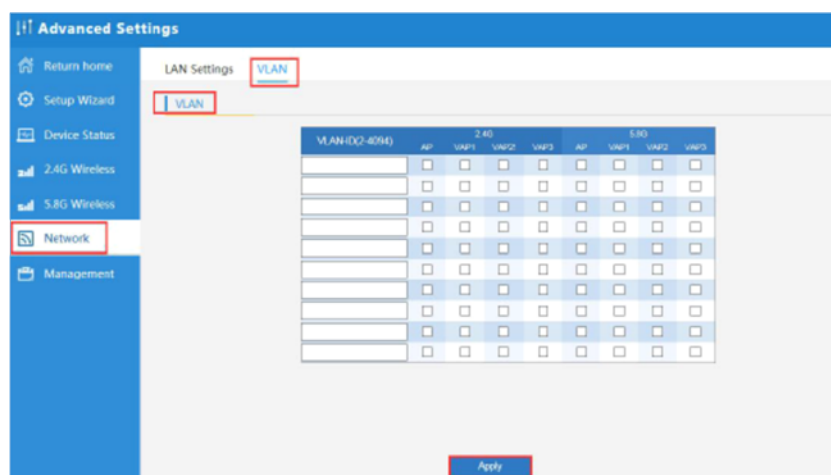 Advanced Settings
Return home
Setup Wizard
Device Status
2.4G Wireless
5.8G Wireless
Network
Management
LAN Settings VLAN
VLAN
VLAN-ID(2-4094) 2.4G 5.8G
AP VAP1 VAP2 VAP3 AP VAP1 VAP2 VAP3
Apply